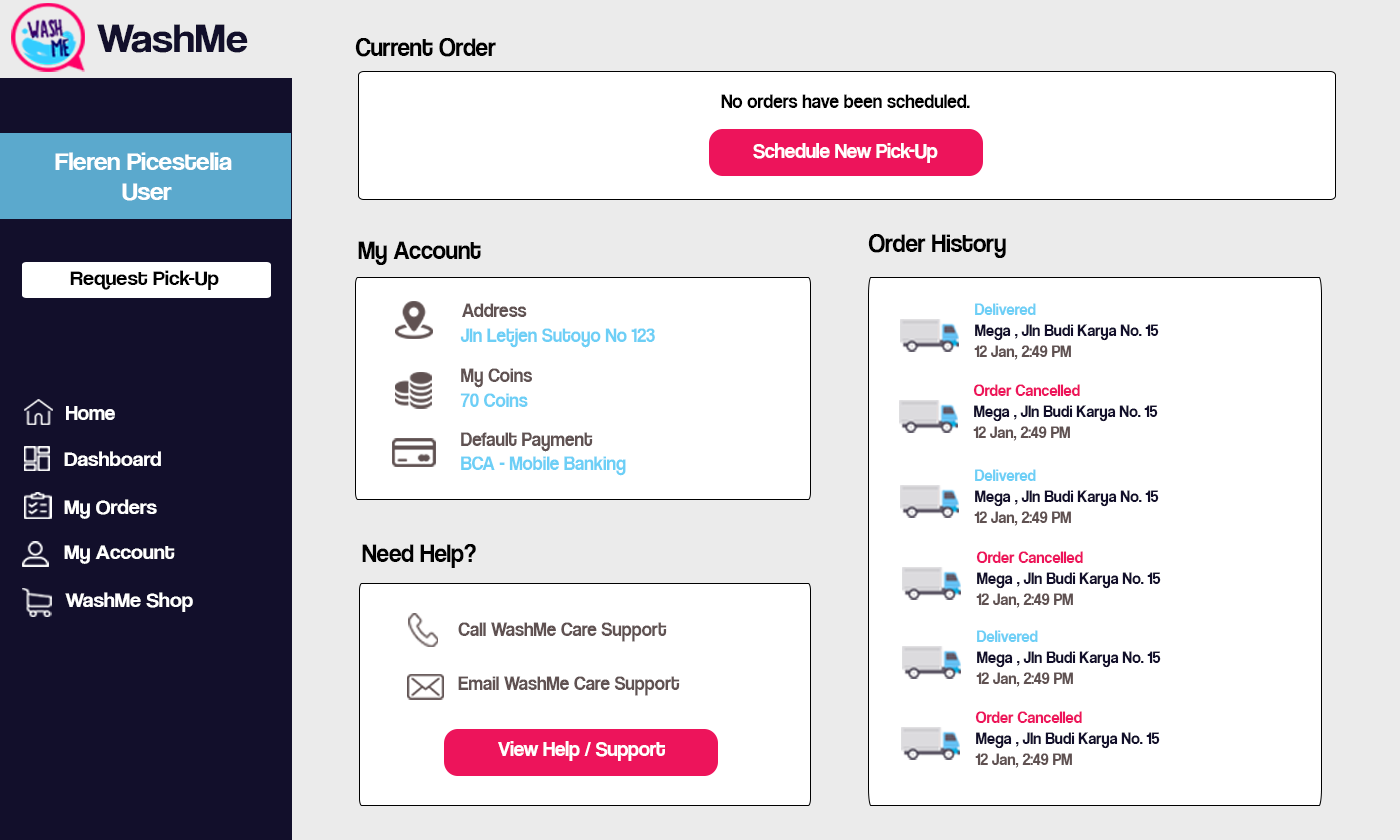 WASH
ME
WashMe
Fleren Picestelia
User
Request Pick-Up
Home
Dashboard
My Orders
My Account
WashMe Shop
Current Order
No orders have been scheduled.
Schedule New Pick-Up
My Account
Address
Jln Letjen Sutoyo No 123
My Coins
70 Coins
Default Payment
BCA - Mobile Banking
Need Help?
Call WashMe Care Support
Email WashMe Care Support
View Help / Support
Order History
Delivered
Mega , Jln Budi Karya No. 15
12 Jan, 2:49 PM
Order Cancelled
Mega , Jln Budi Karya No. 15
12 Jan, 2:49 PM
Delivered
Mega , Jln Budi Karya No. 15
12 Jan, 2:49 PM
Order Cancelled
Mega , Jln Budi Karya No. 15
12 Jan, 2:49 PM
Delivered
Mega , Jln Budi Karya No. 15
12 Jan, 2:49 PM
Order Cancelled
Mega , Jln Budi Karya No. 15
12 Jan, 2:49 PM